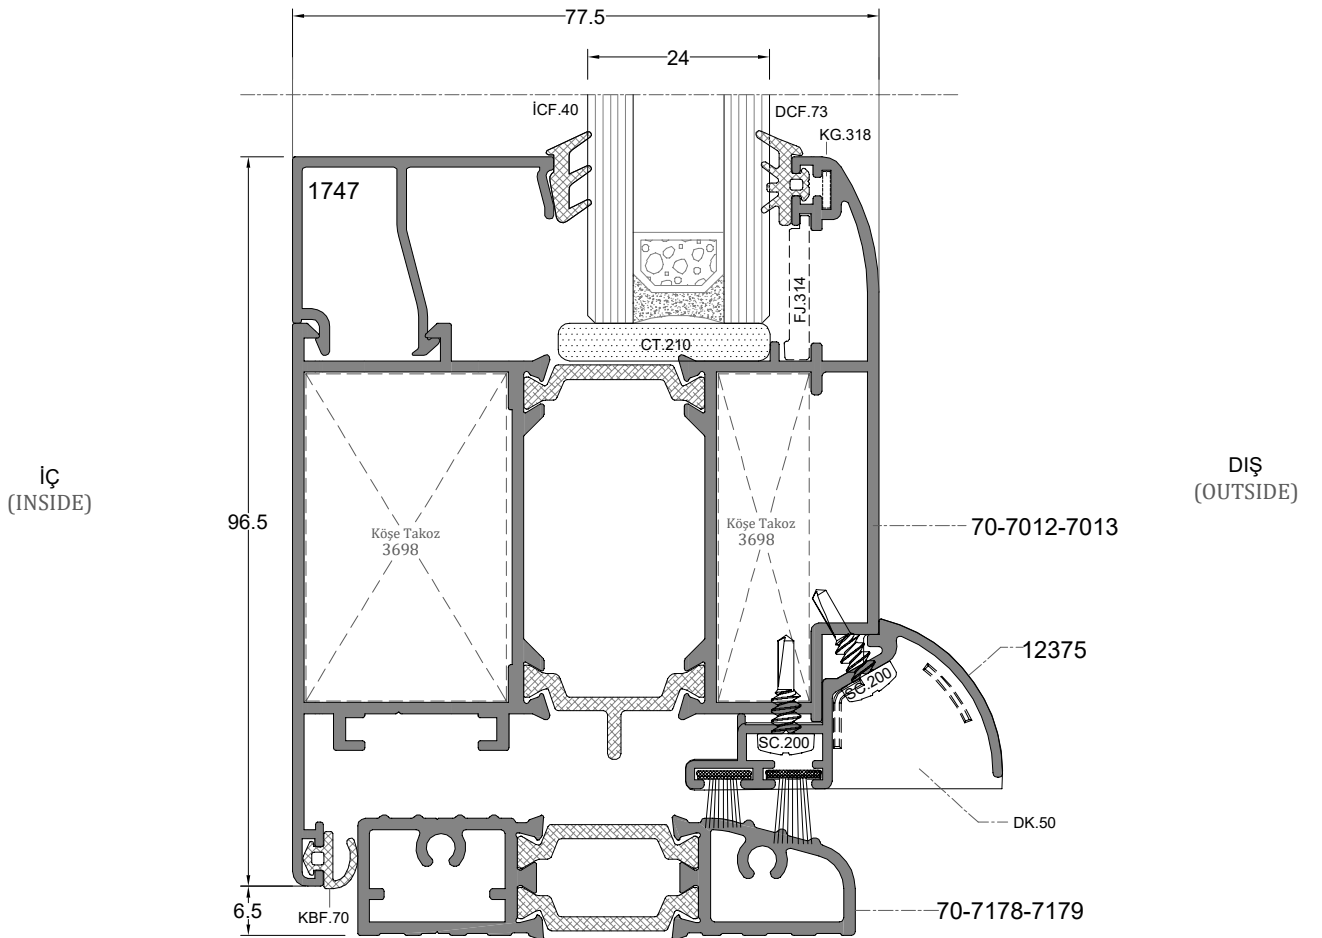 77.5
24
İCF.40
DCF.73
KG.318
1747
FJ.314
CT.210
İÇ
(INSIDE)
DIŞ
(OUTSIDE)
96.5
Köşe Takoz
3698
Köşe Takoz
3698
70-7012-7013
12375
SC.200
SC.200
DK.50
6.5
KBF.70
70-7178-7179